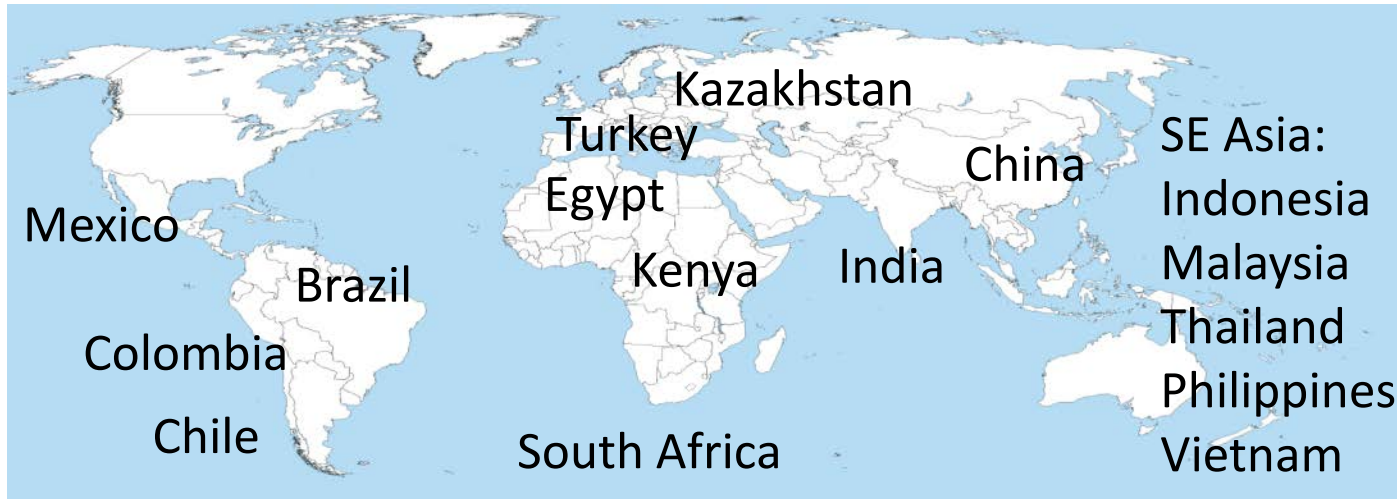 Kazakhstan
Turkey
SE Asia:
China
Egypt
Indonesia
Mexico
Malaysia
India
Kenya
Brazil
Thailand
Colombia
Philippines
Chile
South Africa
Vietnam